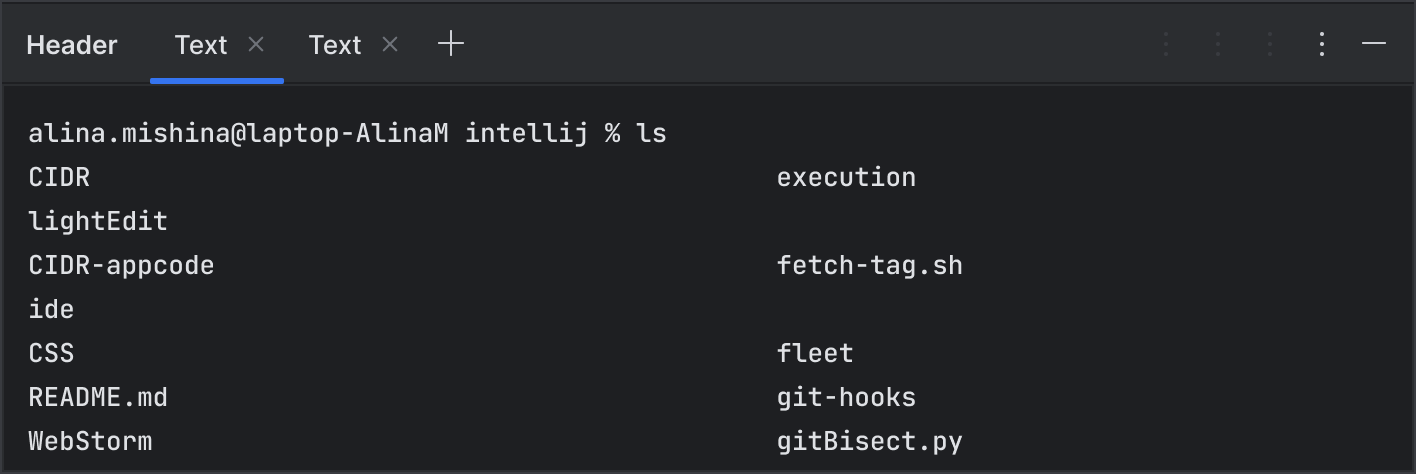 Header Text Text
alina.mishina@laptop-AlinaM intellij % ls
CIDR execution
lightEdit
CIDR-appcode fetch-tag.sh
ide
CSS fleet
README.md git-hooks
WebStorm gitBisect.py